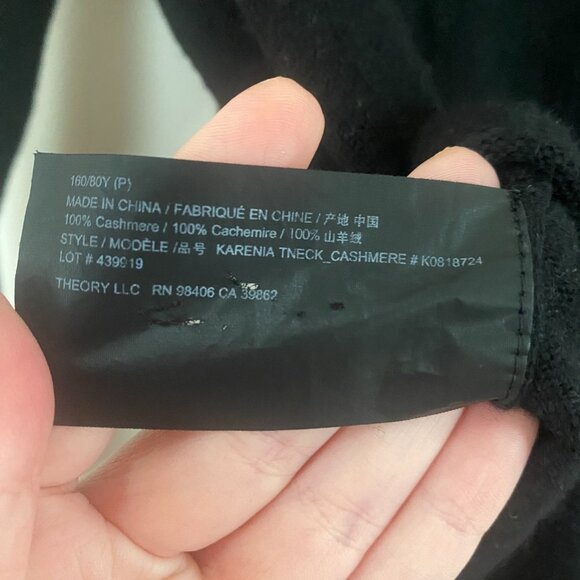 160/80Y (P)
MADE IN CHINA / FABRIQUÉ EN CHINE / 产地 中国
100% Cashmere / 100% Cachemire / 100% 山羊绒
STYLE / MODÈLE /品号 KARENIA TNECK_CASHMERE # K0818724
LOT # 439919
THEORY LLC RN 98406 CA 39862